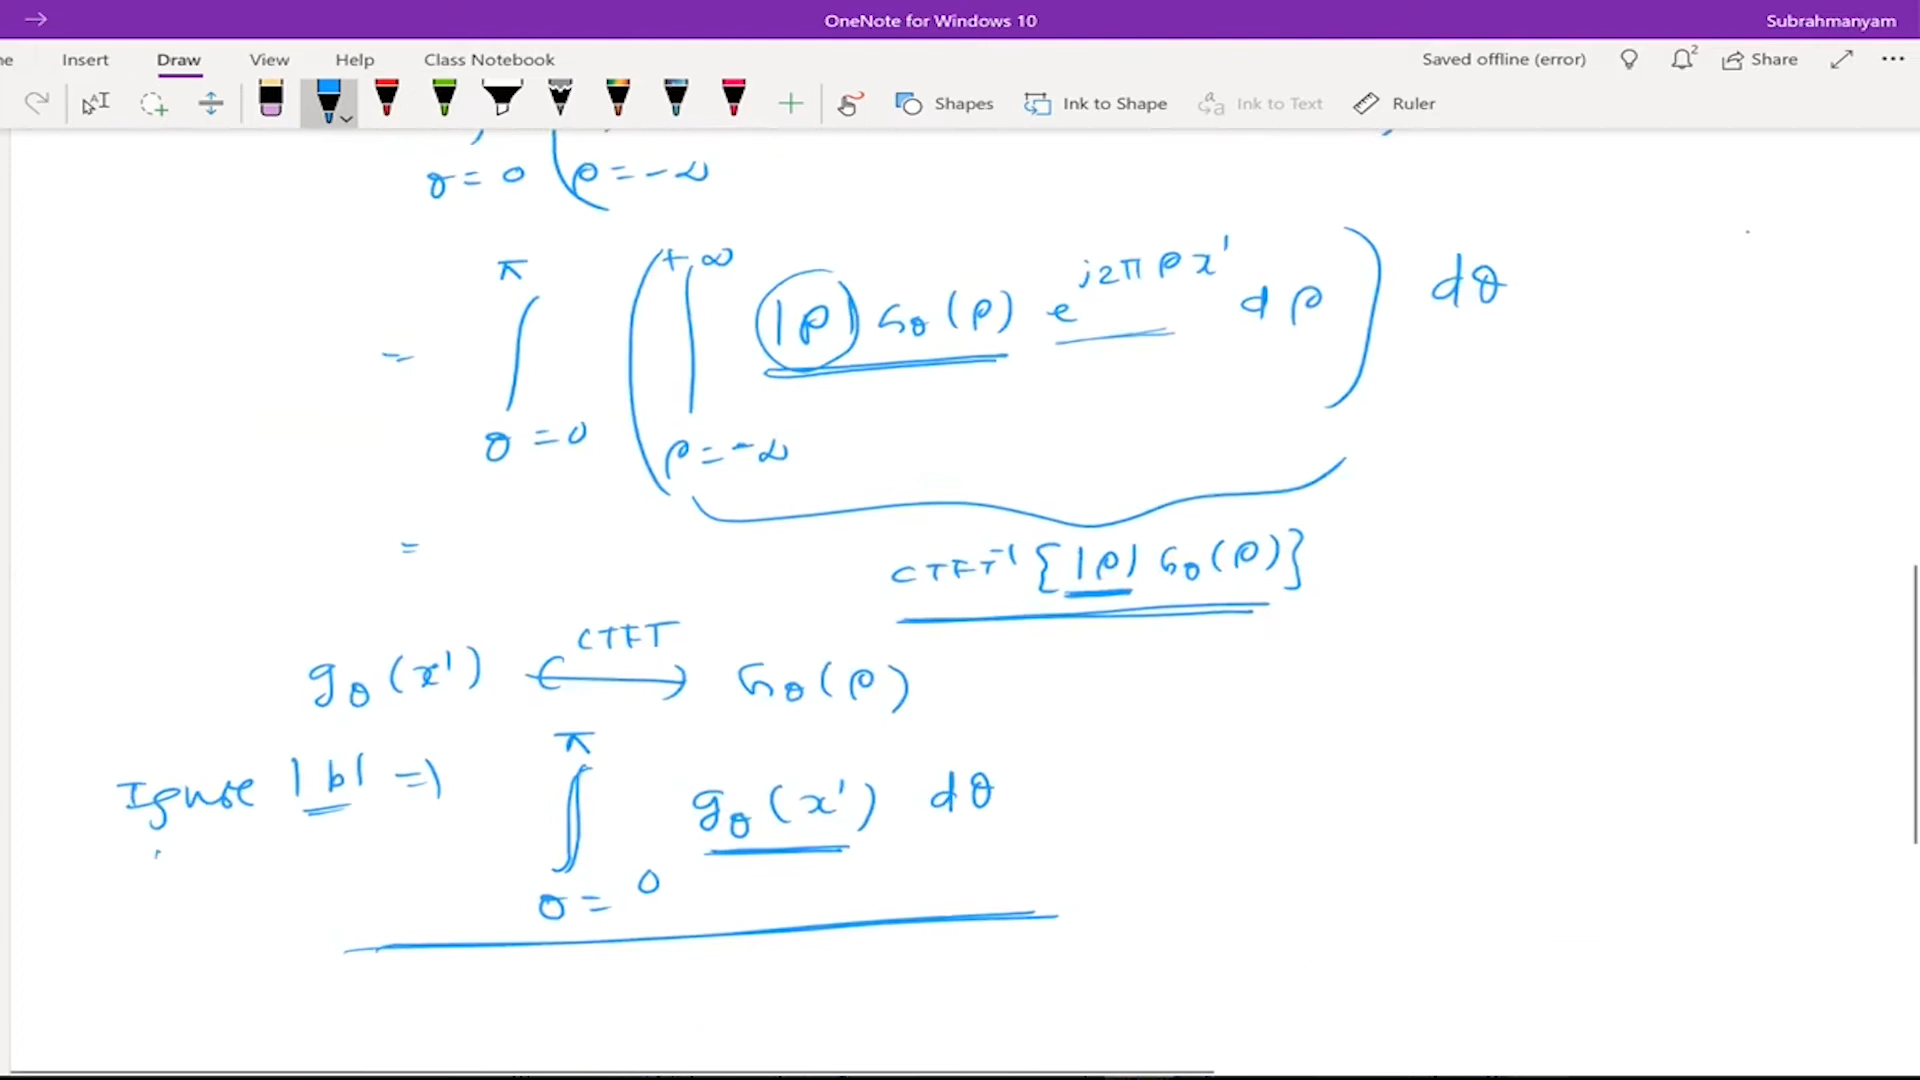 OneNote for Windows 10 Subrahmanyam
Insert Draw View Help Class Notebook Saved offline (error) 2 Share
Shapes Ink to Shape Ink to Text Ruler
θ = 0 ρ = -∞
= ∫_{θ=0}^{π} ( ∫_{ρ=-∞}^{+∞} |ρ| G_θ(ρ) e^{j2πρx'} dρ ) dθ
= CTFT^{-1} {|ρ| G_θ(ρ)}
g_θ(x') ⟷ CTFT G_θ(ρ)
Ignore |ρ| ⇒ ∫_{θ=0}^{π} g_θ(x') dθ